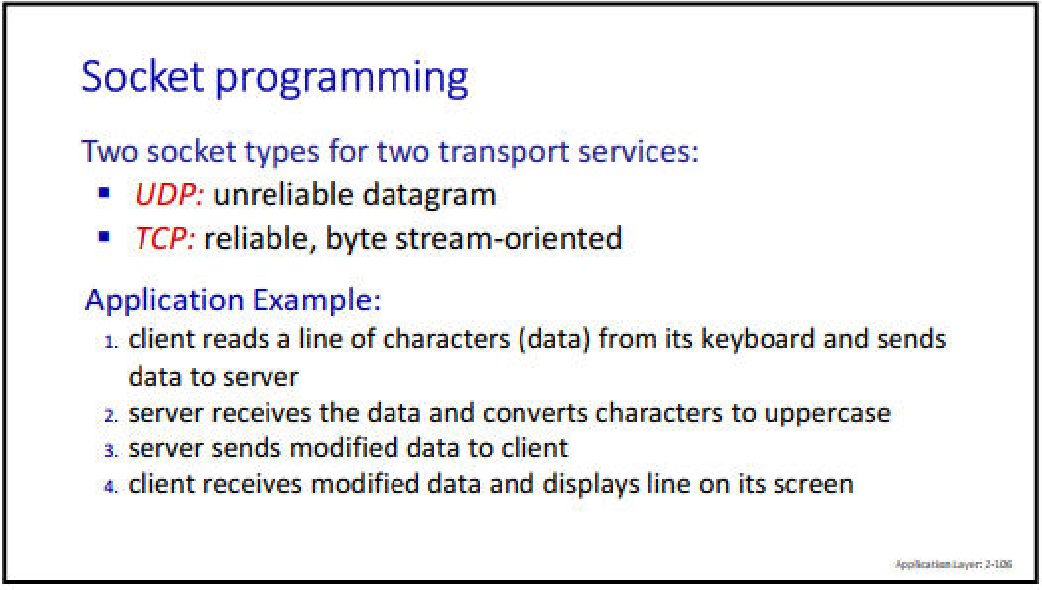 Socket programming
Two socket types for two transport services:
▪ UDP: unreliable datagram
▪ TCP: reliable, byte stream-oriented
Application Example:
1. client reads a line of characters (data) from its keyboard and sends
data to server
2. server receives the data and converts characters to uppercase
3. server sends modified data to client
4. client receives modified data and displays line on its screen
Application Layer: 2-106